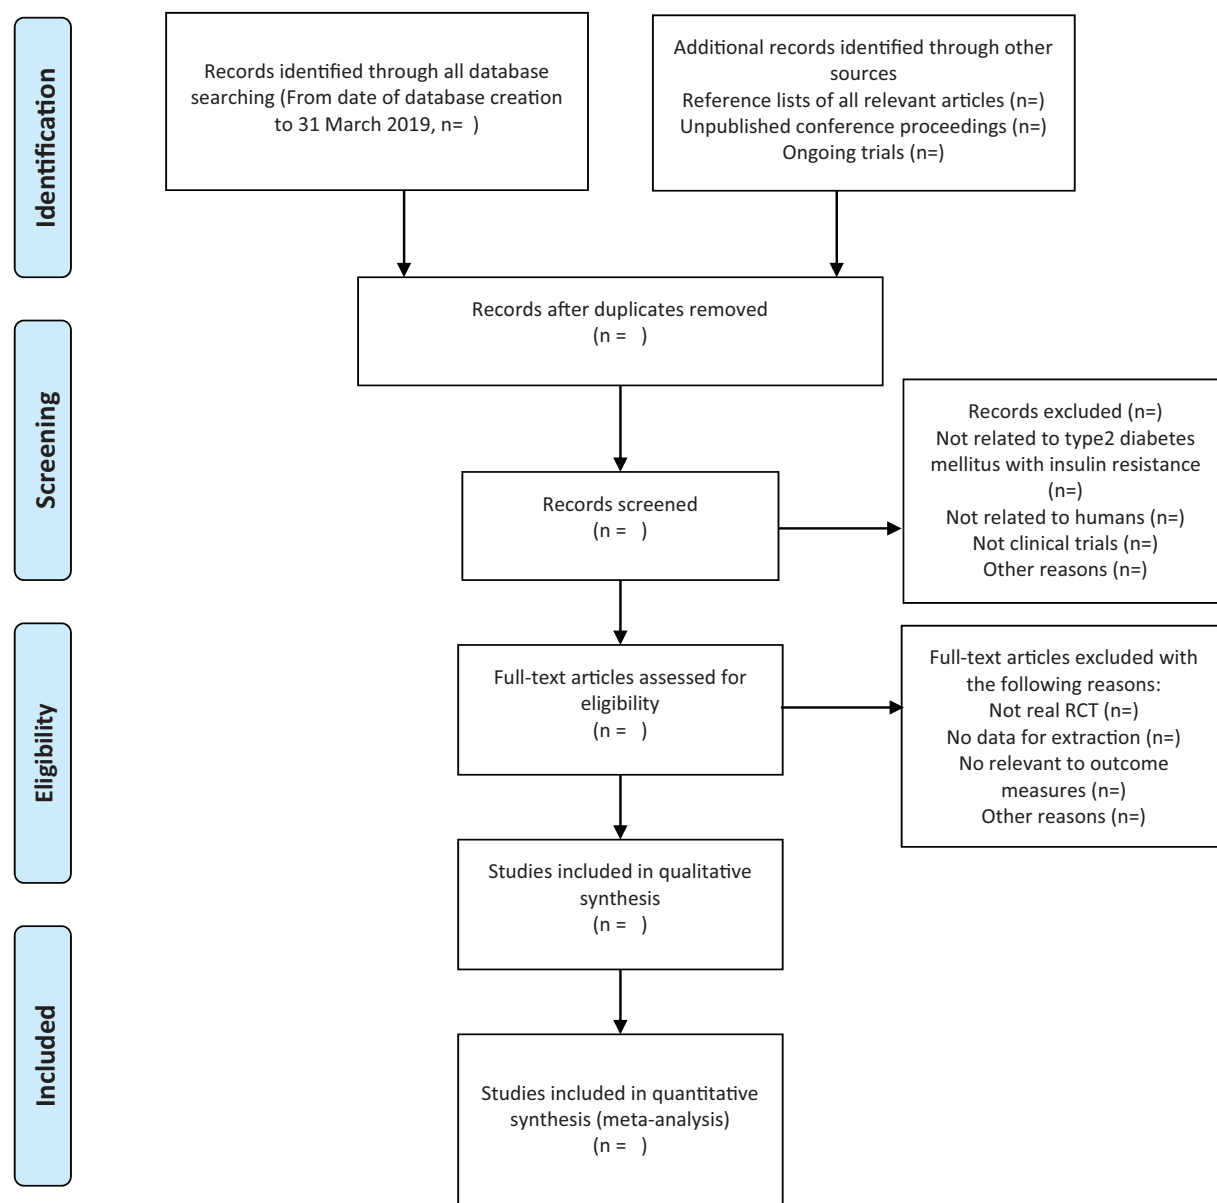 Identification
Records identified through all database
searching (From date of database creation
to 31 March 2019, n= )
Additional records identified through other
sources
Reference lists of all relevant articles (n=)
Unpublished conference proceedings (n=)
Ongoing trials (n=)
Records after duplicates removed
(n = )
Screening
Records screened
(n = )
Records excluded (n=)
Not related to type2 diabetes
mellitus with insulin resistance
(n=)
Not related to humans (n=)
Not clinical trials (n=)
Other reasons (n=)
Eligibility
Full-text articles assessed for
eligibility
(n = )
Full-text articles excluded with
the following reasons:
Not real RCT (n=)
No data for extraction (n=)
No relevant to outcome
measures (n=)
Other reasons (n=)
Studies included in qualitative
synthesis
(n = )
Included
Studies included in quantitative
synthesis (meta-analysis)
(n = )